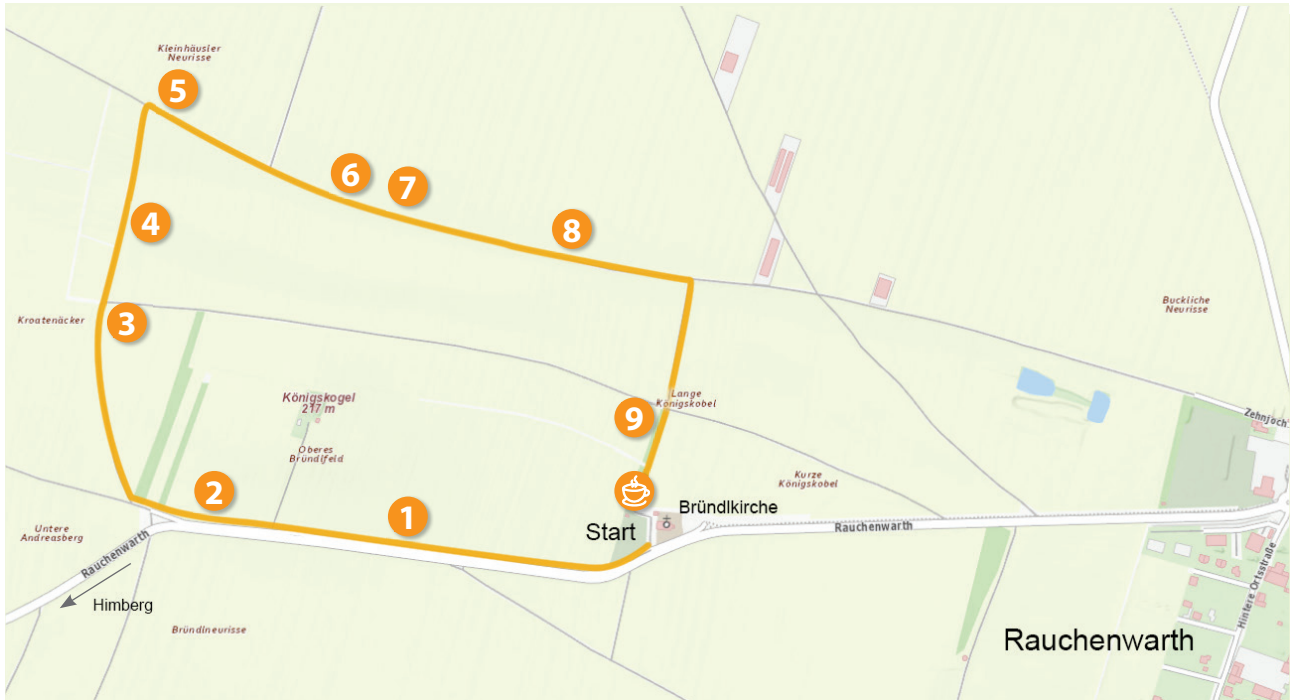 Kleinhäusler
Neurisse
5
6
7
4
8
Buckliche
Neurisse
Kroatenäcker
3
Königskogel
217 m
Lange
Königskobel
9
Zehnjoch
Oberes
Bründlfeld
Kurze
Königskobel
2
1
Bründlkirche
Start
Rauchenwarth
Untere
Andreasberg
Rauchenwarth
Himberg
Hintere Ortsstraße
Bründlneurisse
Rauchenwarth